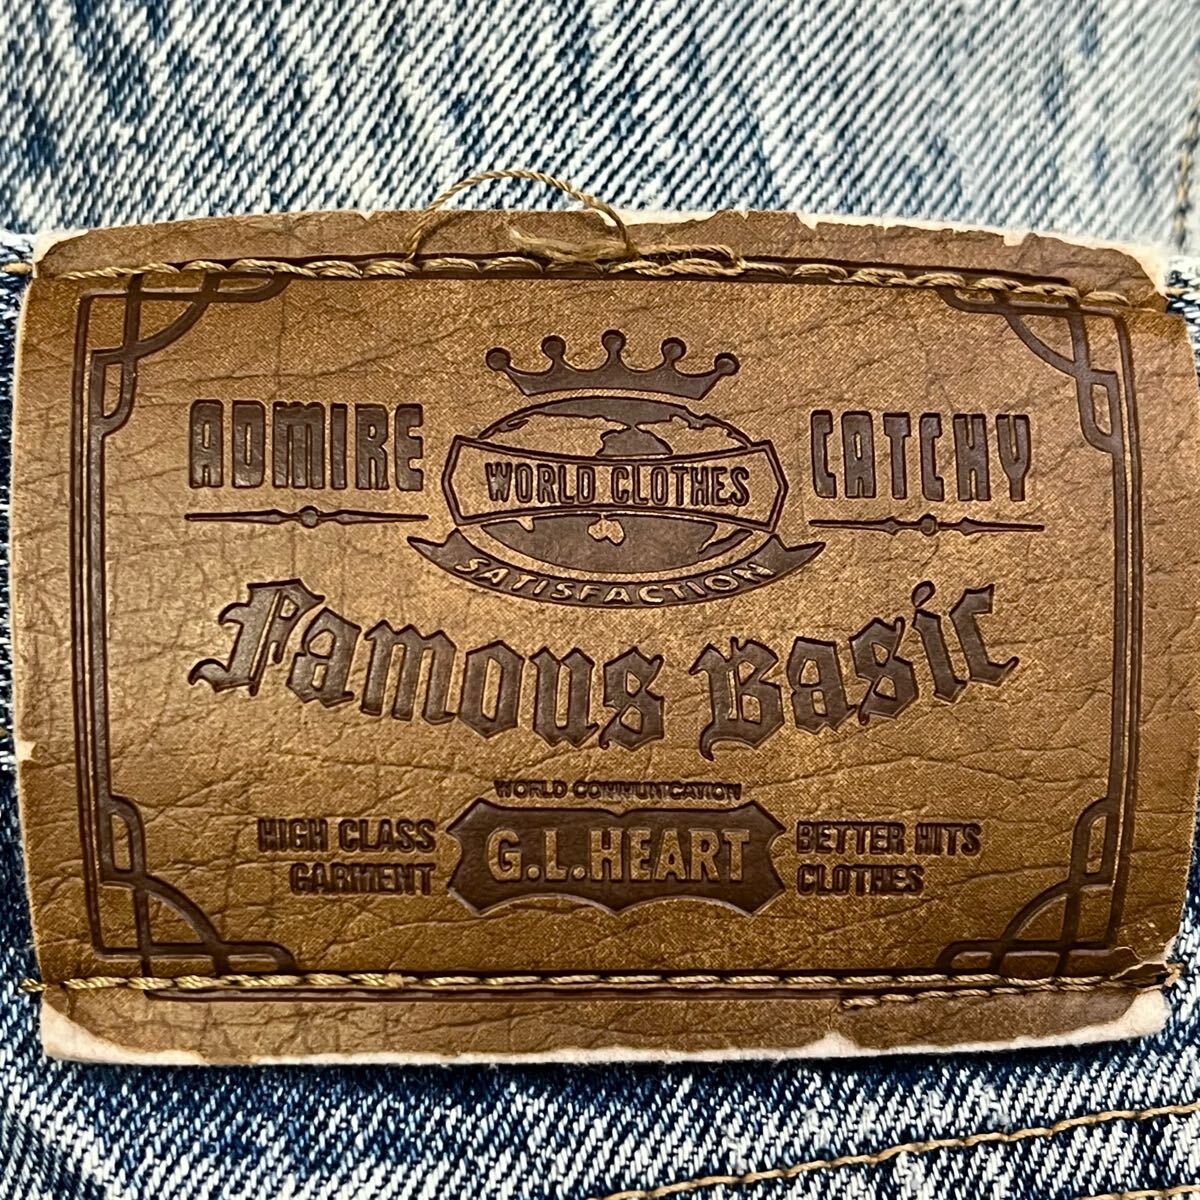 ADMIRE WORLD CLOTHES CATCHY
SATISFACTION
Famous Basic
WORLD COMMUNICATION
HIGH CLASS GARMENT
G.L.HEART
BETTER HITS CLOTHES